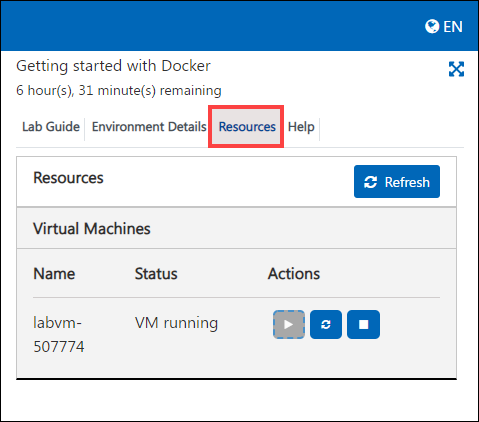 EN
Getting started with Docker
6 hour(s), 31 minute(s) remaining
Lab Guide Environment Details Resources Help
Resources Refresh
Virtual Machines
Name Status Actions
labvm- VM running
507774